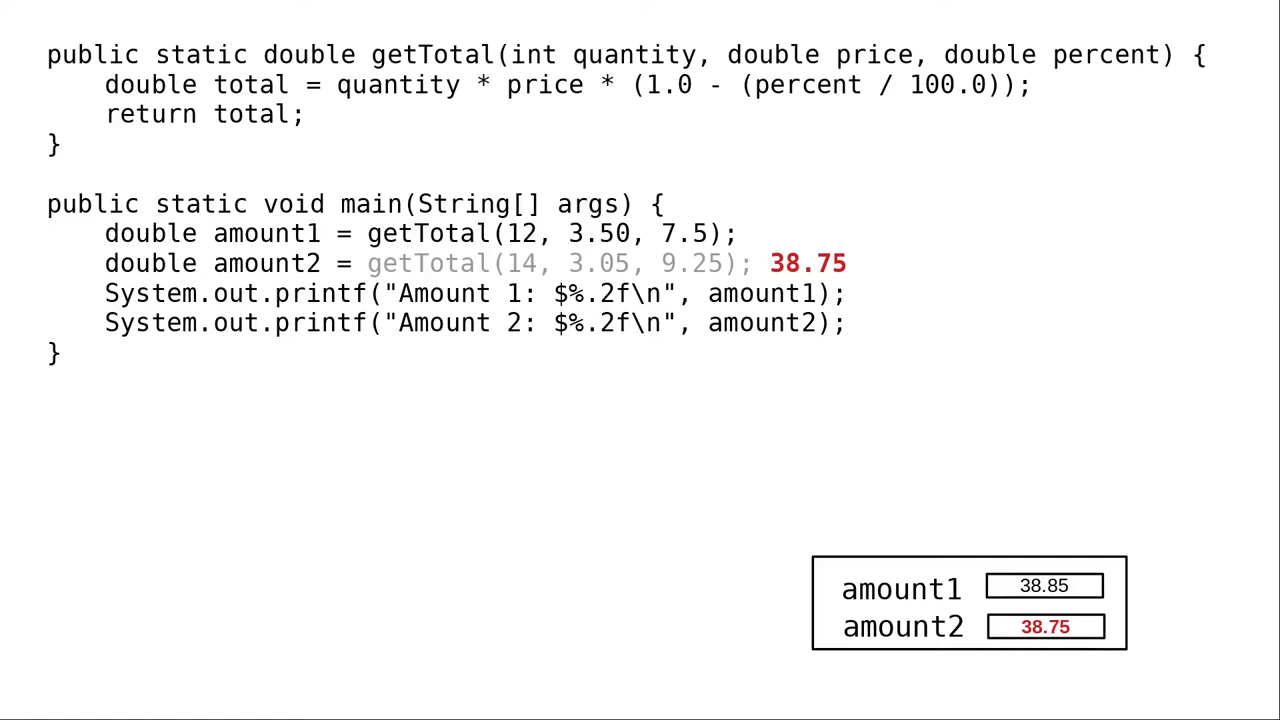 public static double getTotal(int quantity, double price, double percent) {
    double total = quantity * price * (1.0 - (percent / 100.0));
    return total;
}

public static void main(String[] args) {
    double amount1 = getTotal(12, 3.50, 7.5);
    double amount2 = getTotal(14, 3.05, 9.25); 38.75
    System.out.printf("Amount 1: $%.2f\n", amount1);
    System.out.printf("Amount 2: $%.2f\n", amount2);
}
amount1 38.85
amount2 38.75